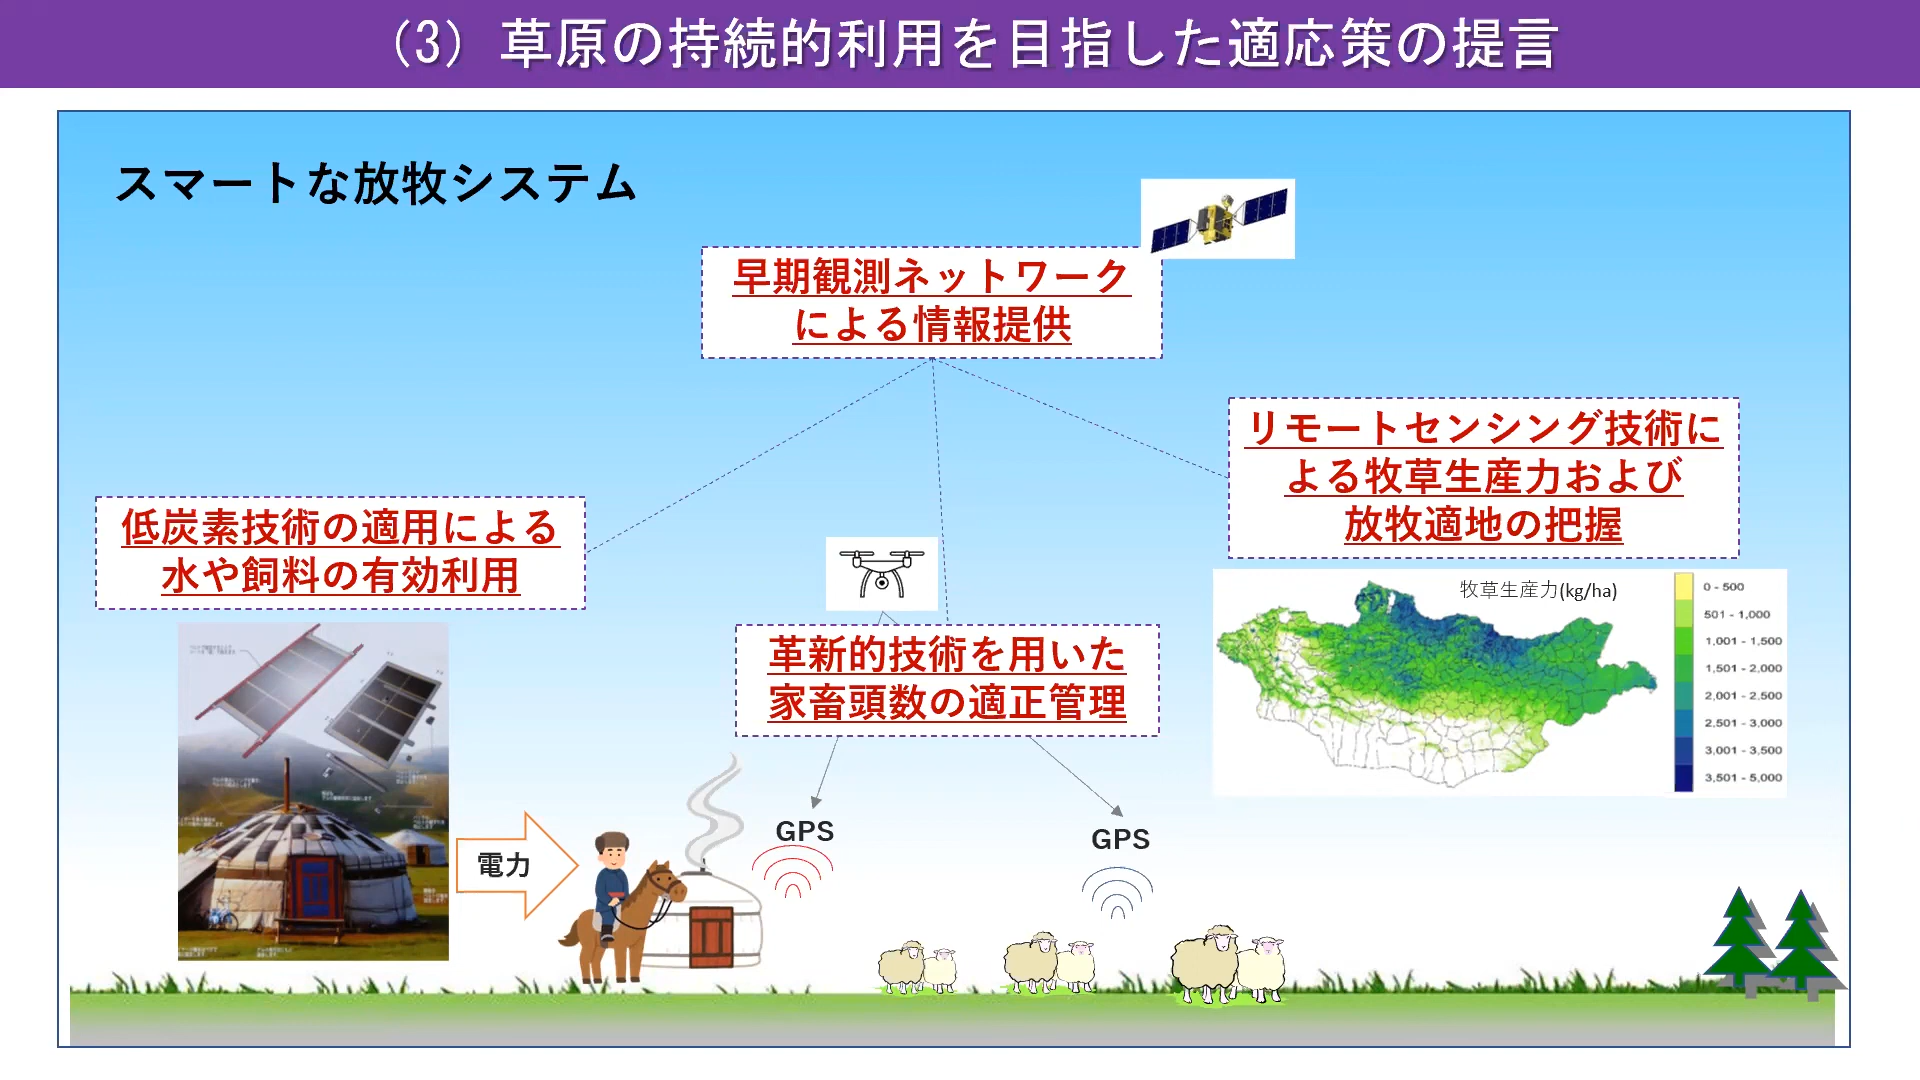 （3）草原の持続的利用を目指した適応策の提言
スマートな放牧システム
早期観測ネットワーク
による情報提供
リモートセンシング技術に
よる牧草生産力および
放牧適地の把握
低炭素技術の適用による
水や飼料の有効利用
革新的技術を用いた
家畜頭数の適正管理
牧草生産力(kg/ha)
0 - 500
501 - 1,000
1,001 - 1,500
1,501 - 2,000
2,001 - 2,500
2,501 - 3,000
3,001 - 3,500
3,501 - 5,000
GPS
GPS
電力